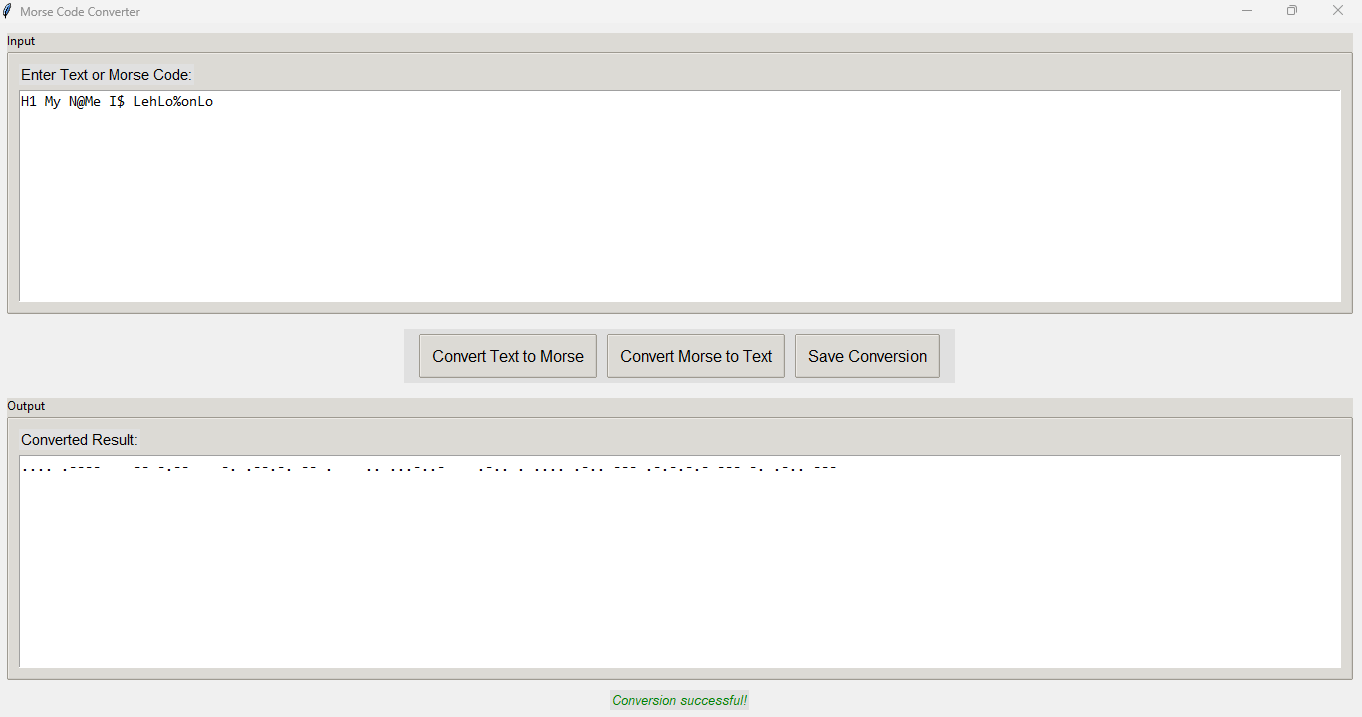 Morse Code Converter
Input
Enter Text or Morse Code:
H1 My N@Me I$ LehLo%onLo
Convert Text to Morse Convert Morse to Text Save Conversion
Output
Converted Result:
.... .----    -- -.--    -. .--.-. -- .    .. ...-..-    .-.. . .... .-.. --- .-.-.-.- --- -. .-.. ---
Conversion successful!